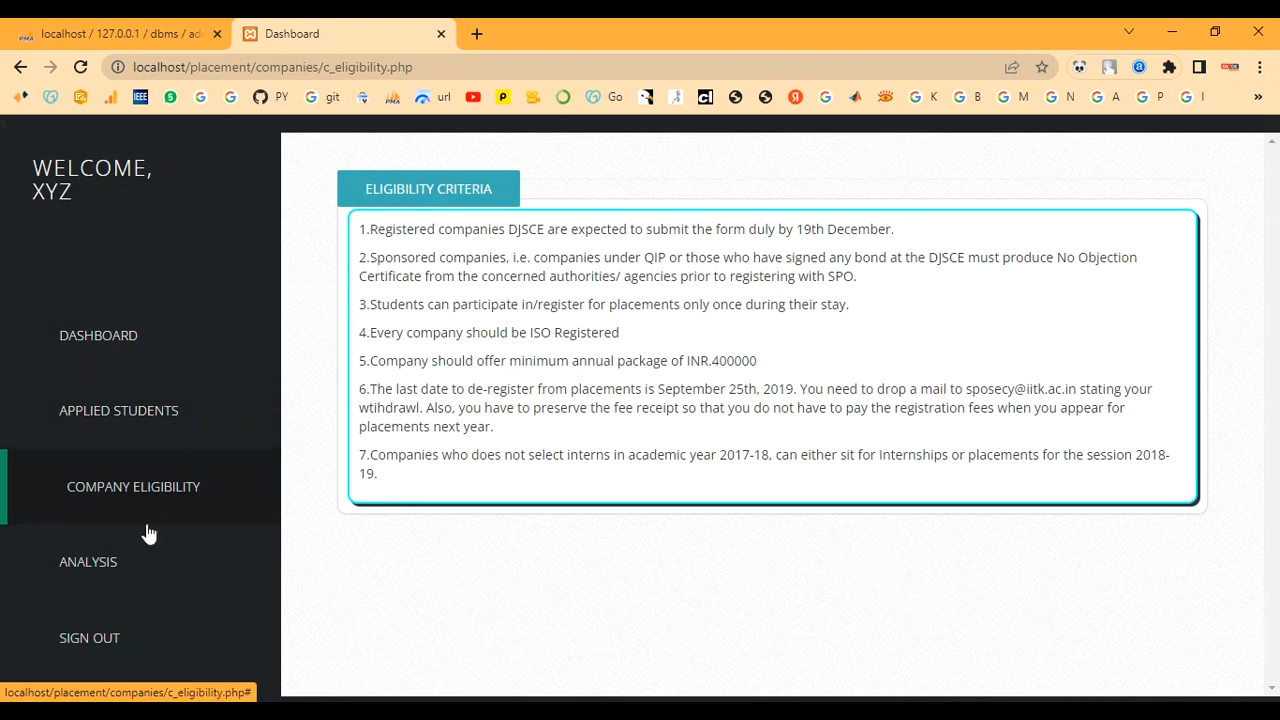 localhost / 127.0.0.1 / dbms / ad
Dashboard
localhost/placement/companies/c_eligibility.php
IEEE
PY
git
url
Go
K
B
M
N
A
P
I
WELCOME,
XYZ
DASHBOARD
APPLIED STUDENTS
COMPANY ELIGIBILITY
ANALYSIS
SIGN OUT
ELIGIBILITY CRITERIA
1.Registered companies DJSCE are expected to submit the form duly by 19th December.
2.Sponsored companies, i.e. companies under QIP or those who have signed any bond at the DJSCE must produce No Objection
Certificate from the concerned authorities/ agencies prior to registering with SPO.
3.Students can participate in/register for placements only once during their stay.
4.Every company should be ISO Registered
5.Company should offer minimum annual package of INR.400000
6.The last date to de-register from placements is September 25th, 2019. You need to drop a mail to sposecy@iitk.ac.in stating your
wtihdrawl. Also, you have to preserve the fee receipt so that you do not have to pay the registration fees when you appear for
placements next year.
7.Companies who does not select interns in academic year 2017-18, can either sit for Internships or placements for the session 2018-
19.
localhost/placement/companies/c_eligibility.php#